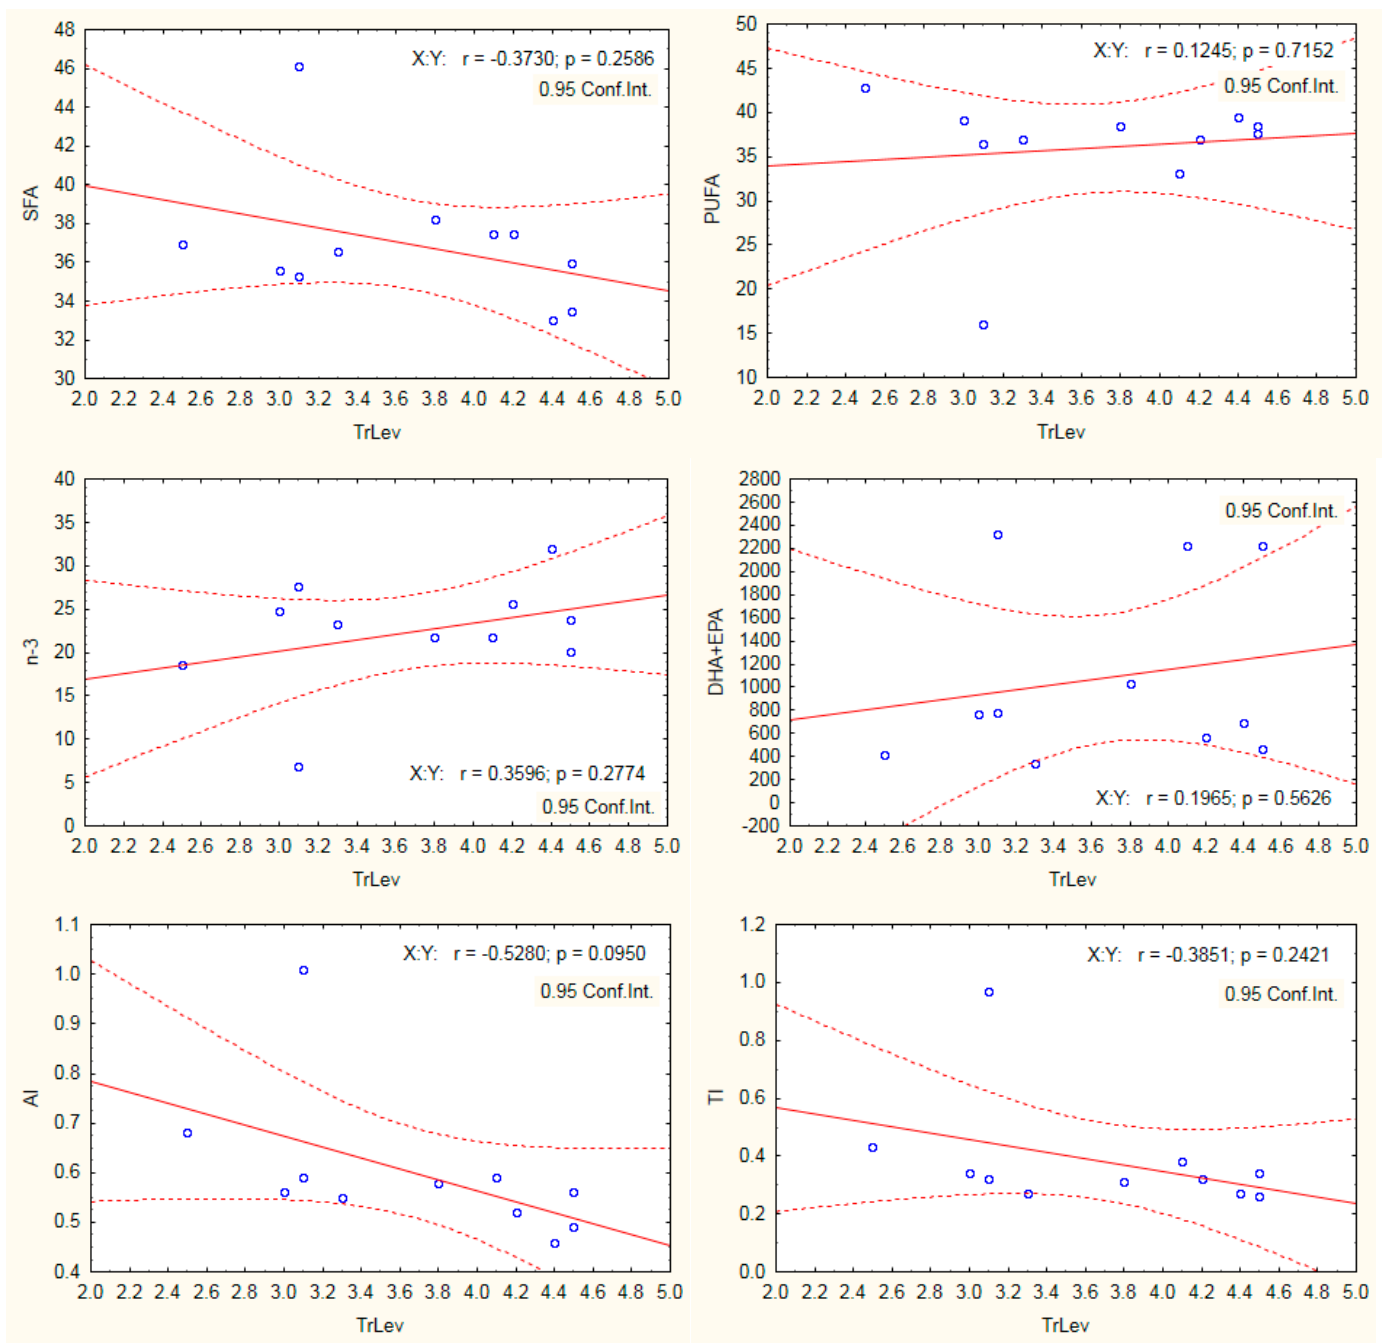 48
46
44
42
40
38
36
34
32
30
SFA
X:Y: r = -0.3730; p = 0.2586
0.95 Conf.Int.
2.0 2.2 2.4 2.6 2.8 3.0 3.2 3.4 3.6 3.8 4.0 4.2 4.4 4.6 4.8 5.0
TrLev
50
45
40
35
30
25
20
15
10
PUFA
X:Y: r = 0.1245; p = 0.7152
0.95 Conf.Int.
2.0 2.2 2.4 2.6 2.8 3.0 3.2 3.4 3.6 3.8 4.0 4.2 4.4 4.6 4.8 5.0
TrLev
40
35
30
25
20
15
10
5
0
n-3
X:Y: r = 0.3596; p = 0.2774
0.95 Conf.Int.
2.0 2.2 2.4 2.6 2.8 3.0 3.2 3.4 3.6 3.8 4.0 4.2 4.4 4.6 4.8 5.0
TrLev
2800
2600
2400
2200
2000
1800
1600
1400
1200
1000
800
600
400
200
0
-200
DHA+EPA
0.95 Conf.Int.
X:Y: r = 0.1965; p = 0.5626
2.0 2.2 2.4 2.6 2.8 3.0 3.2 3.4 3.6 3.8 4.0 4.2 4.4 4.6 4.8 5.0
TrLev
1.1
1.0
0.9
0.8
0.7
0.6
0.5
0.4
AI
X:Y: r = -0.5280; p = 0.0950
0.95 Conf.Int.
2.0 2.2 2.4 2.6 2.8 3.0 3.2 3.4 3.6 3.8 4.0 4.2 4.4 4.6 4.8 5.0
TrLev
1.2
1.0
0.8
0.6
0.4
0.2
0.0
TI
X:Y: r = -0.3851; p = 0.2421
0.95 Conf.Int.
2.0 2.2 2.4 2.6 2.8 3.0 3.2 3.4 3.6 3.8 4.0 4.2 4.4 4.6 4.8 5.0
TrLev